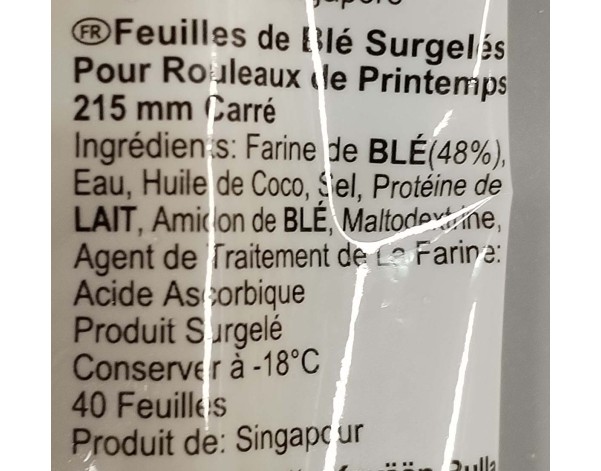 FR Feuilles de Blé Surgelés
Pour Rouleaux de Printemps
215 mm Carré
Ingrédients: Farine de BLÉ(48%),
Eau, Huile de Coco, Sel, Protéine de
LAIT, Amidon de BLÉ, Maltodextrine,
Agent de Traitement de La Farine:
Acide Ascorbique
Produit Surgelé
Conserver à -18°C
40 Feuilles
Produit de: Singapour